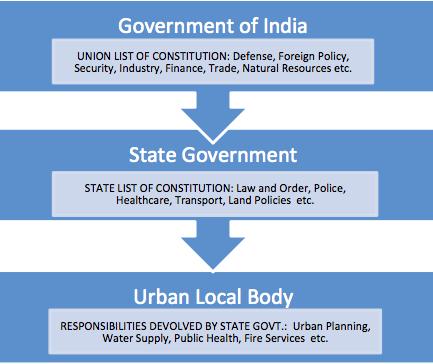 Government of India
UNION LIST OF CONSTITUTION: Defense, Foreign Policy,
Security, Industry, Finance, Trade, Natural Resources etc.
State Government
STATE LIST OF CONSTITUTION: Law and Order, Police,
Healthcare, Transport, Land Policies etc.
Urban Local Body
RESPONSIBILITIES DEVOLVED BY STATE GOVT.: Urban Planning,
Water Supply, Public Health, Fire Services etc.